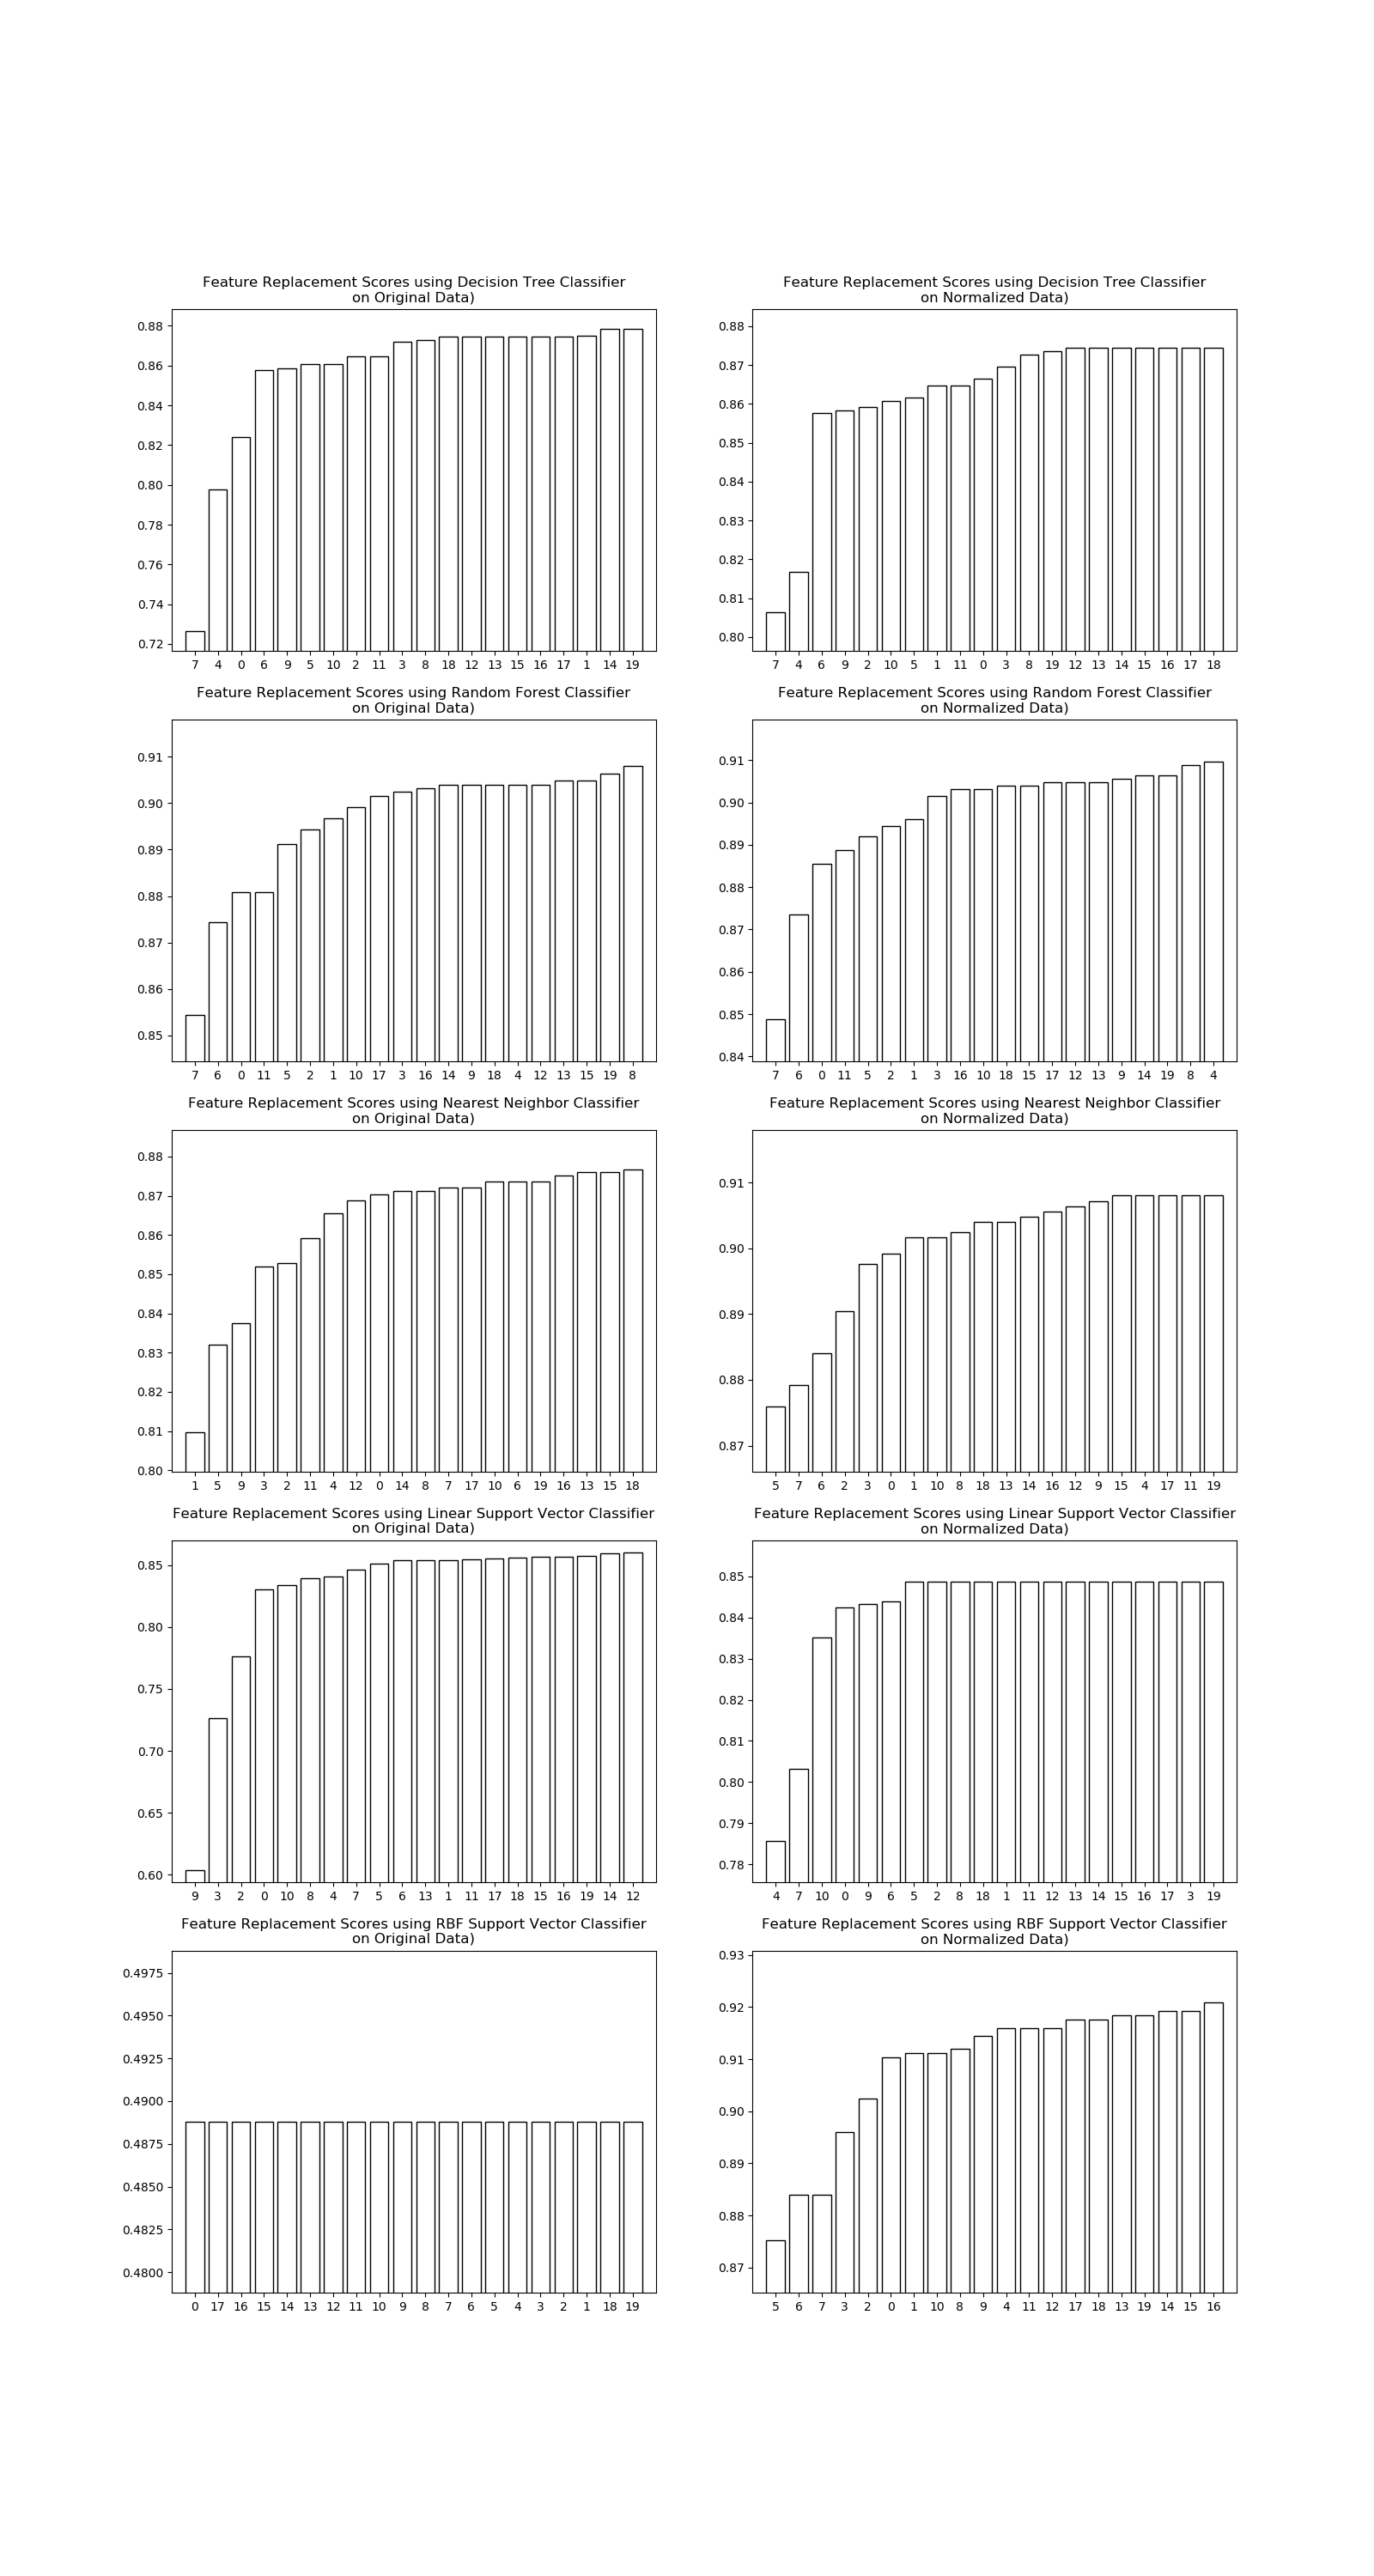 Feature Replacement Scores using Decision Tree Classifier
on Original Data)
0.88
0.86
0.84
0.82
0.80
0.78
0.76
0.74
0.72
7 4 0 6 9 5 10 2 11 3 8 18 12 13 15 16 17 1 14 19
Feature Replacement Scores using Decision Tree Classifier
on Normalized Data)
0.88
0.87
0.86
0.85
0.84
0.83
0.82
0.81
0.80
7 4 6 9 2 10 5 1 11 0 3 8 19 12 13 14 15 16 17 18
Feature Replacement Scores using Random Forest Classifier
on Original Data)
0.91
0.90
0.89
0.88
0.87
0.86
0.85
7 6 0 11 5 2 1 10 17 3 16 14 9 18 4 12 13 15 19 8
Feature Replacement Scores using Random Forest Classifier
on Normalized Data)
0.91
0.90
0.89
0.88
0.87
0.86
0.85
0.84
7 6 0 11 5 2 1 3 16 10 18 15 17 12 13 9 14 19 8 4
Feature Replacement Scores using Nearest Neighbor Classifier
on Original Data)
0.88
0.87
0.86
0.85
0.84
0.83
0.82
0.81
0.80
1 5 9 3 2 11 4 12 0 14 8 7 17 10 6 19 16 13 15 18
Feature Replacement Scores using Nearest Neighbor Classifier
on Normalized Data)
0.91
0.90
0.89
0.88
0.87
5 7 6 2 3 0 1 10 8 18 13 14 16 12 9 15 4 17 11 19
Feature Replacement Scores using Linear Support Vector Classifier
on Original Data)
0.85
0.80
0.75
0.70
0.65
0.60
9 3 2 0 10 8 4 7 5 6 13 1 11 17 18 15 16 19 14 12
Feature Replacement Scores using Linear Support Vector Classifier
on Normalized Data)
0.85
0.84
0.83
0.82
0.81
0.80
0.79
0.78
4 7 10 0 9 6 5 2 8 18 1 11 12 13 14 15 16 17 3 19
Feature Replacement Scores using RBF Support Vector Classifier
on Original Data)
0.4975
0.4950
0.4925
0.4900
0.4875
0.4850
0.4825
0.4800
0 17 16 15 14 13 12 11 10 9 8 7 6 5 4 3 2 1 18 19
Feature Replacement Scores using RBF Support Vector Classifier
on Normalized Data)
0.93
0.92
0.91
0.90
0.89
0.88
0.87
5 6 7 3 2 0 1 10 8 9 4 11 12 17 18 13 19 14 15 16